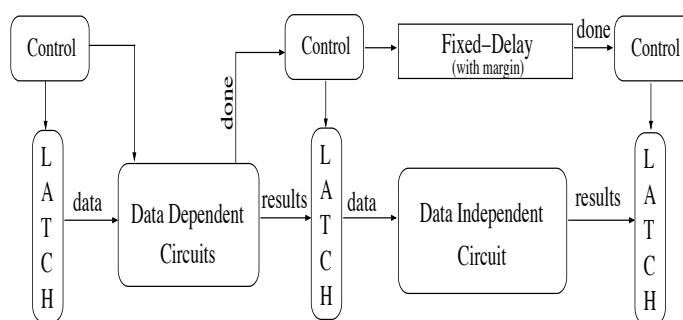 Control
done
Control
Fixed–Delay
(with margin)
done
Control
L
A
T
C
H
data
Data Dependent
Circuits
results
L
A
T
C
H
data
Data Independent
Circuit
results
L
A
T
C
H